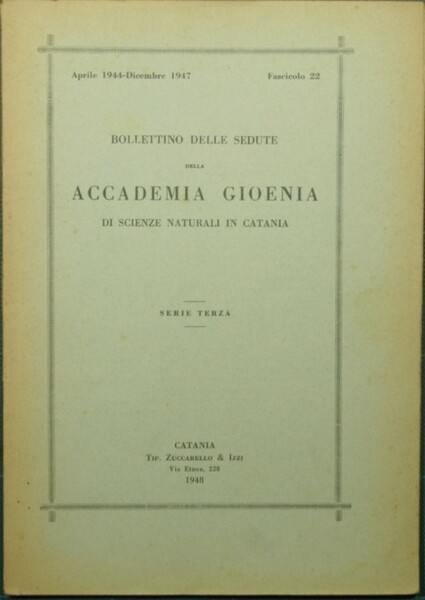 Aprile 1944-Dicembre 1947 Fascicolo 22
BOLLETTINO DELLE SEDUTE
DELLA
ACCADEMIA GIOENIA
DI SCIENZE NATURALI IN CATANIA
SERIE TERZA
CATANIA
TIP. ZUCCARELLO & IZZI
Via Etnea, 228
1948